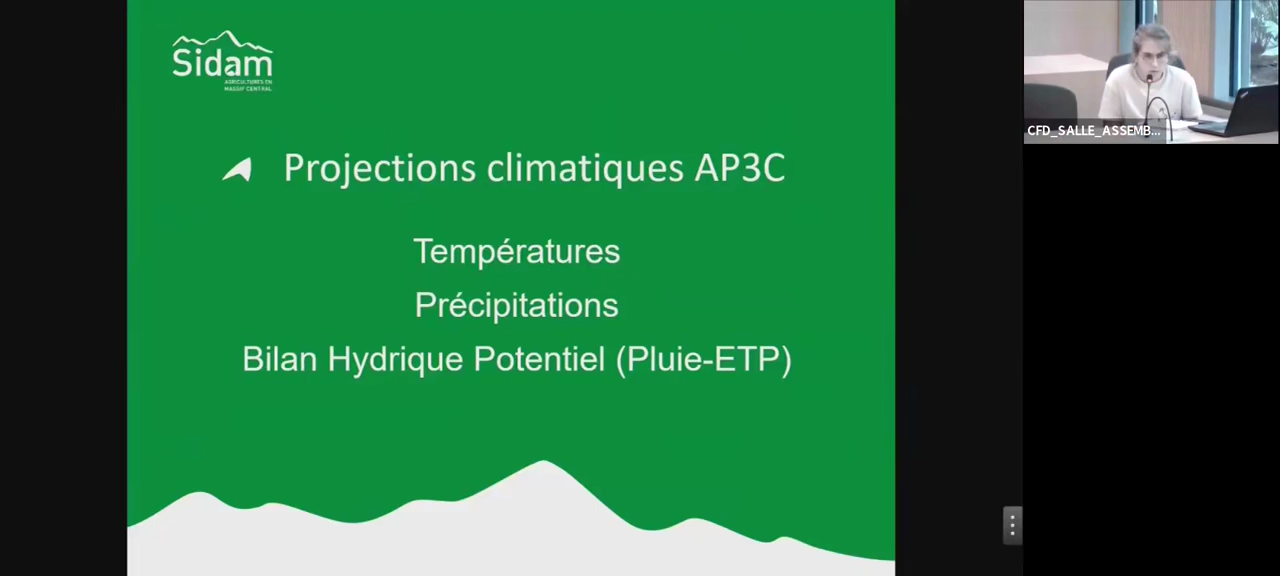 Sidam
AGRICULTURES EN
MASSIF CENTRAL
Projections climatiques AP3C
Températures
Précipitations
Bilan Hydrique Potentiel (Pluie-ETP)
CFD_SALLE_ASSEMB...